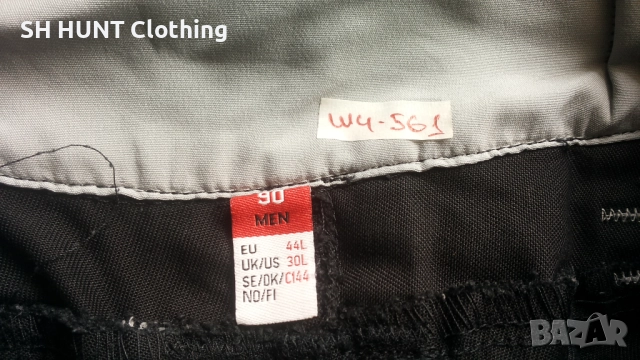 SH HUNT Clothing
W4-561
90
MEN
EU 44L
UK/US 30L
SE/DK/ C144
NO/FI
BAZAR